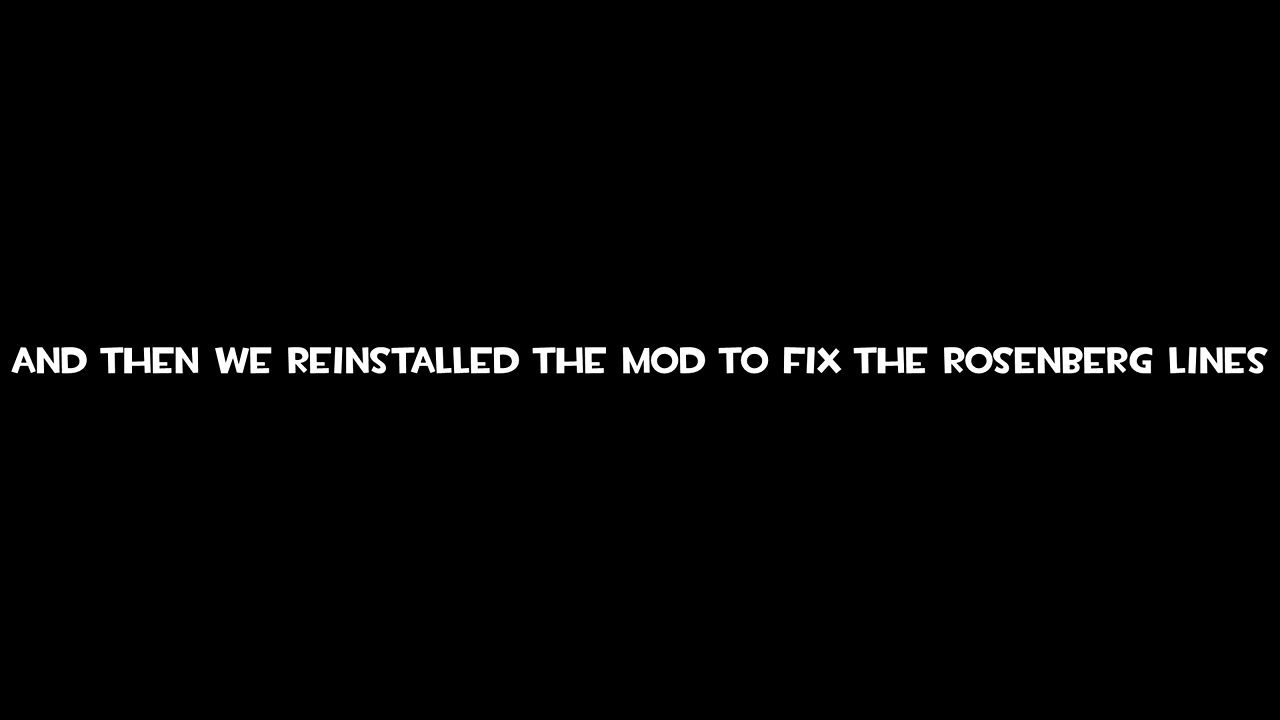 AND THEN WE REINSTALLED THE MOD TO FIX THE ROSENBERG LINES